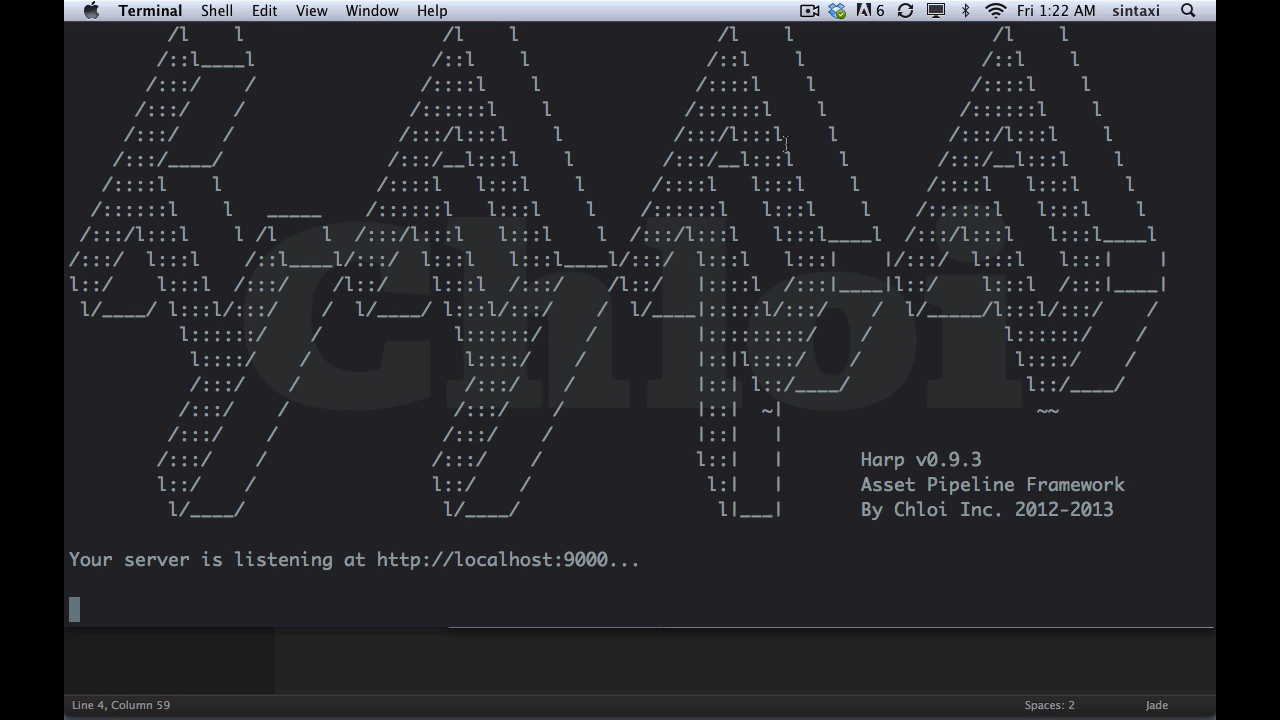 Terminal Shell Edit View Window Help 6 Fri 1:22 AM sintaxi
Chloi
Harp v0.9.3
Asset Pipeline Framework
By Chloi Inc. 2012-2013
Your server is listening at http://localhost:9000...
Line 4, Column 59 Spaces: 2 Jade